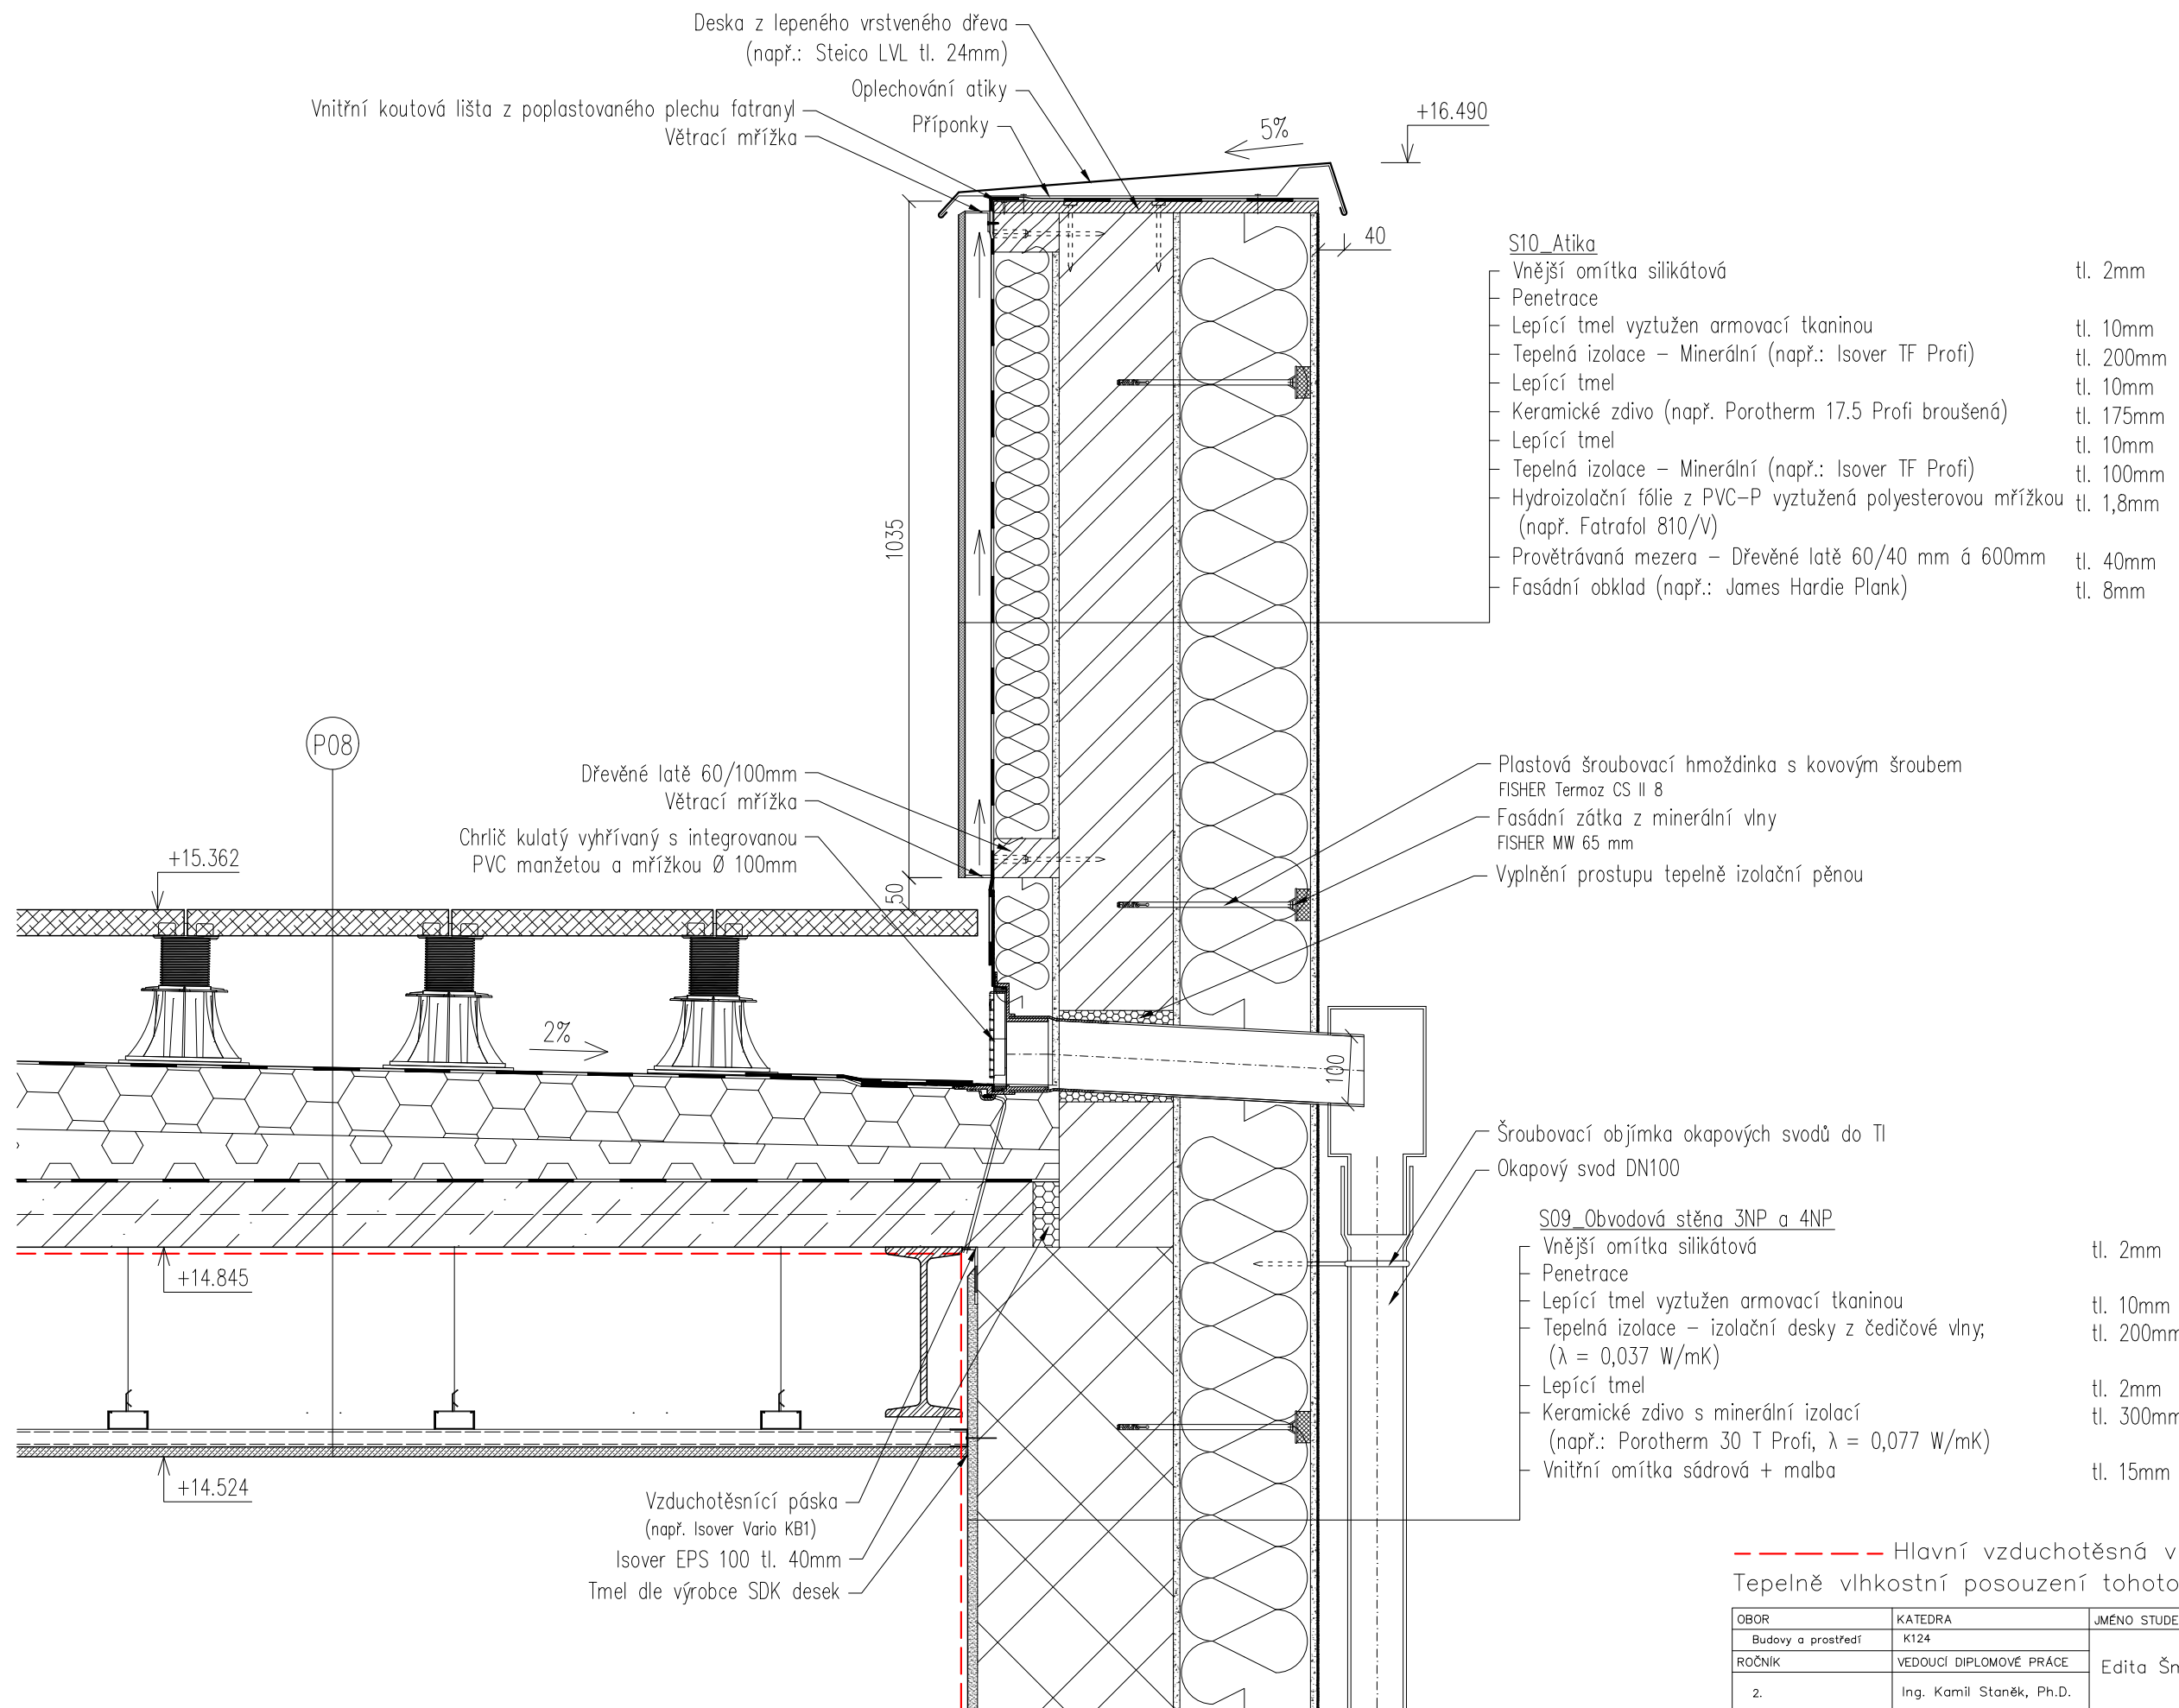 Deska z lepeného vrstveného dřeva
(např.: Steico LVL tl. 24mm)
Oplechování atiky
Vnitřní koutová lišta z poplastovaného plechu fatranyl
Příponky
Větrací mřížka
5%
+16.490
40
1035
S10_Atika
Vnější omítka silikátová tl. 2mm
Penetrace
Lepící tmel vyztužen armovací tkaninou tl. 10mm
Tepelná izolace – Minerální (např.: Isover TF Profi) tl. 200mm
Lepící tmel tl. 10mm
Keramické zdivo (např. Porotherm 17.5 Profi broušená) tl. 175mm
Lepící tmel tl. 10mm
Tepelná izolace – Minerální (např.: Isover TF Profi) tl. 100mm
Hydroizolační fólie z PVC–P vyztužená polyesterovou mřížkou tl. 1,8mm
(např. Fatrafol 810/V)
Provětrávaná mezera – Dřevěné latě 60/40 mm á 600mm tl. 40mm
Fasádní obklad (např.: James Hardie Plank) tl. 8mm
P08
Dřevěné latě 60/100mm
Větrací mřížka
Chrlič kulatý vyhřívaný s integrovanou
PVC manžetou a mřížkou Ø 100mm
+15.362
50
2%
Plastová šroubovací hmoždinka s kovovým šroubem
FISHER Termoz CS II 8
Fasádní zátka z minerální vlny
FISHER MW 65 mm
Vyplnění prostupu tepelně izolační pěnou
100
Šroubovací objímka okapových svodů do TI
Okapový svod DN100
S09_Obvodová stěna 3NP a 4NP
Vnější omítka silikátová tl. 2mm
Penetrace
Lepící tmel vyztužen armovací tkaninou tl. 10mm
Tepelná izolace – izolační desky z čedičové vlny; tl. 200mm
(λ = 0,037 W/mK)
Lepící tmel tl. 2mm
Keramické zdivo s minerální izolací tl. 300mm
(např.: Porotherm 30 T Profi, λ = 0,077 W/mK)
Vnitřní omítka sádrová + malba tl. 15mm
+14.845
+14.524
Vzduchotěsnící páska
(např. Isover Vario KB1)
Isover EPS 100 tl. 40mm
Tmel dle výrobce SDK desek
Hlavní vzduchotěsná v
Tepelně vlhkostní posouzení tohoto
OBOR KATEDRA JMÉNO STUDE
Budovy a prostředí K124
ROČNÍK VEDOUCÍ DIPLOMOVÉ PRÁCE
Edita
2. Ing. Kamil Staněk, Ph.D.